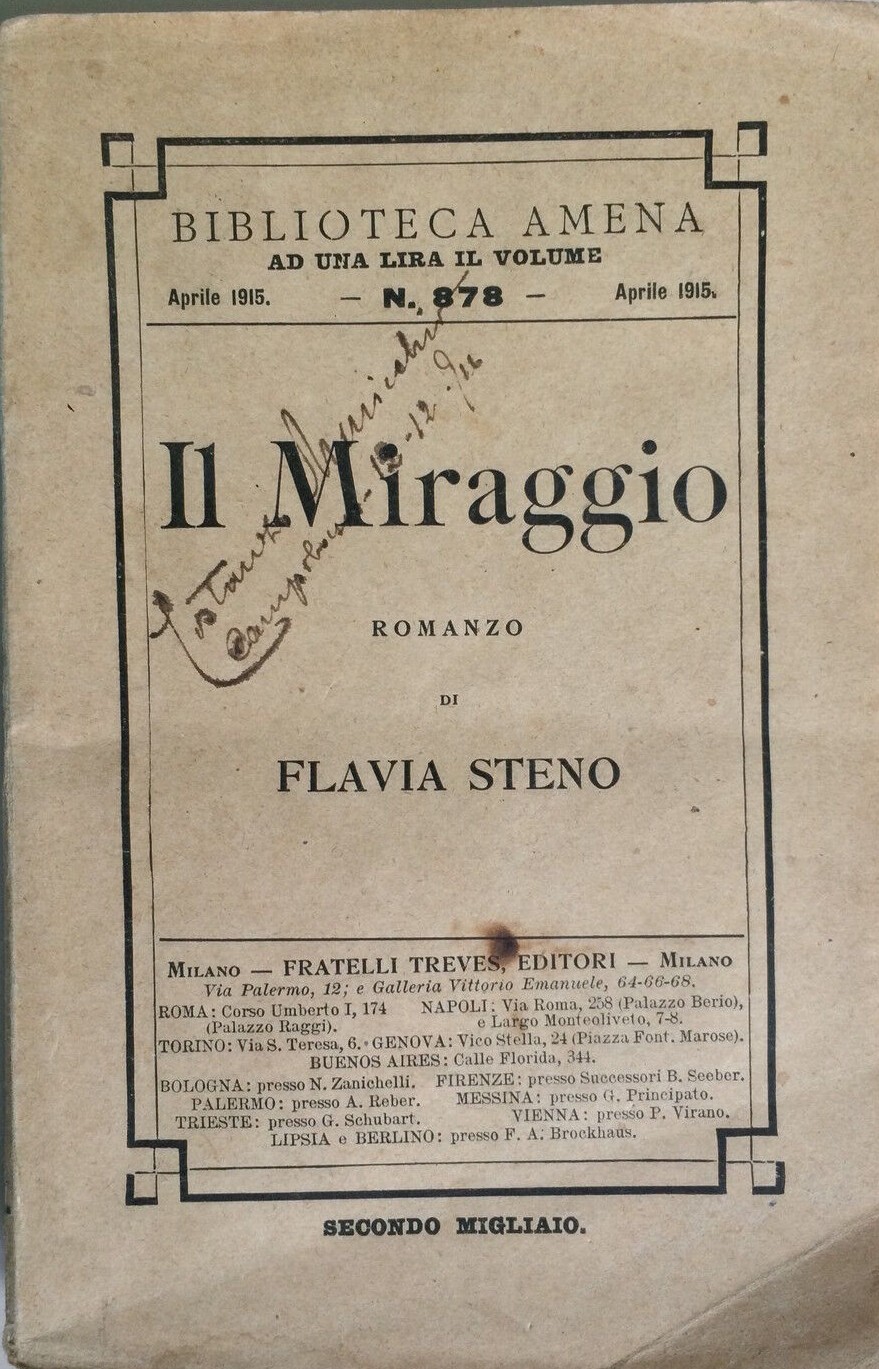 BIBLIOTECA AMENA
AD UNA LIRA IL VOLUME
Aprile 1915. — N. 878 — Aprile 1915.
Il Miraggio
ROMANZO
DI
FLAVIA STENO
MILANO — FRATELLI TREVES, EDITORI — MILANO
Via Palermo, 12; e Galleria Vittorio Emanuele, 64-66-68.
ROMA: Corso Umberto I, 174 NAPOLI: Via Roma, 258 (Palazzo Berio),
(Palazzo Raggi). e Largo Monteoliveto, 7-8.
TORINO: Via S. Teresa, 6. GENOVA: Vico Stella, 24 (Piazza Font. Marose).
BUENOS AIRES: Calle Florida, 344.
BOLOGNA: presso N. Zanichelli. FIRENZE: presso Successori B. Seeber.
PALERMO: presso A. Reber. MESSINA: presso G. Principato.
TRIESTE: presso G. Schubart. VIENNA: presso P. Virano.
LIPSIA e BERLINO: presso F. A. Brockhaus.
SECONDO MIGLIAIO.